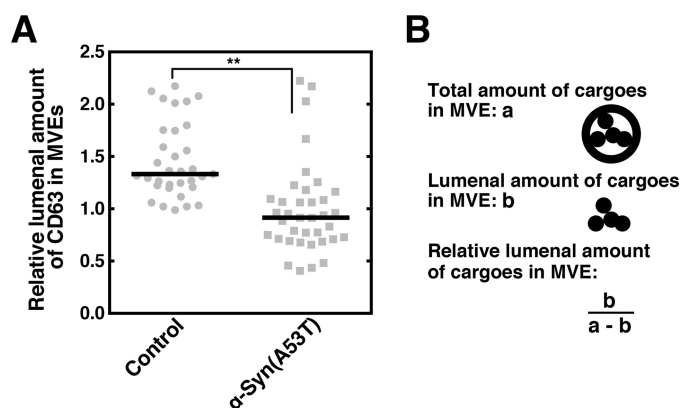 A
B
Relative lumenal amount
of CD63 in MVEs
2.5
2.0
1.5
1.0
0.5
0.0
**
Control
α-Syn(A53T)
Total amount of cargoes
in MVE: a
Lumenal amount of cargoes
in MVE: b
Relative lumenal amount
of cargoes in MVE:
b
a - b